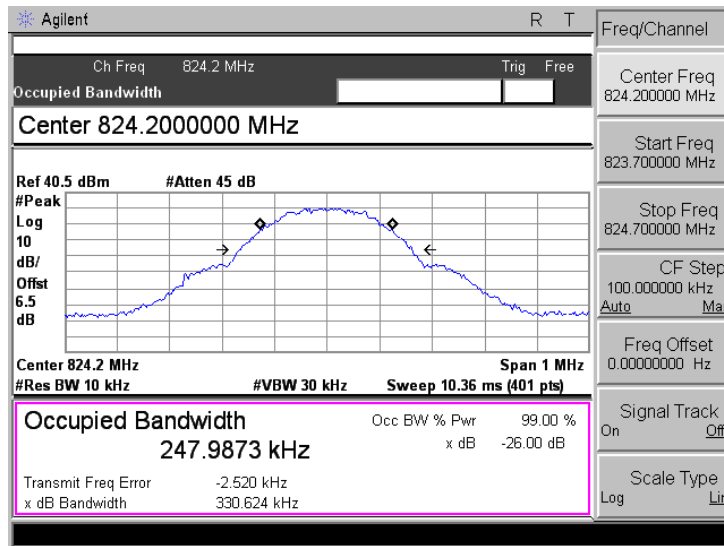 Agilent R T
Ch Freq 824.2 MHz Trig Free
Occupied Bandwidth
Center 824.2000000 MHz
Ref 40.5 dBm #Atten 45 dB
#Peak
Log
10
dB/
Offst
6.5
dB
Center 824.2 MHz Span 1 MHz
#Res BW 10 kHz #VBW 30 kHz Sweep 10.36 ms (401 pts)
Occupied Bandwidth Occ BW % Pwr 99.00 %
247.9873 kHz x dB -26.00 dB
Transmit Freq Error -2.520 kHz
x dB Bandwidth 330.624 kHz
Freq/Channel
Center Freq
824.200000 MHz
Start Freq
823.700000 MHz
Stop Freq
824.700000 MHz
CF Step
100.000000 kHz
Auto Ma
Freq Offset
0.00000000 Hz
Signal Track
On Off
Scale Type
Log Lin